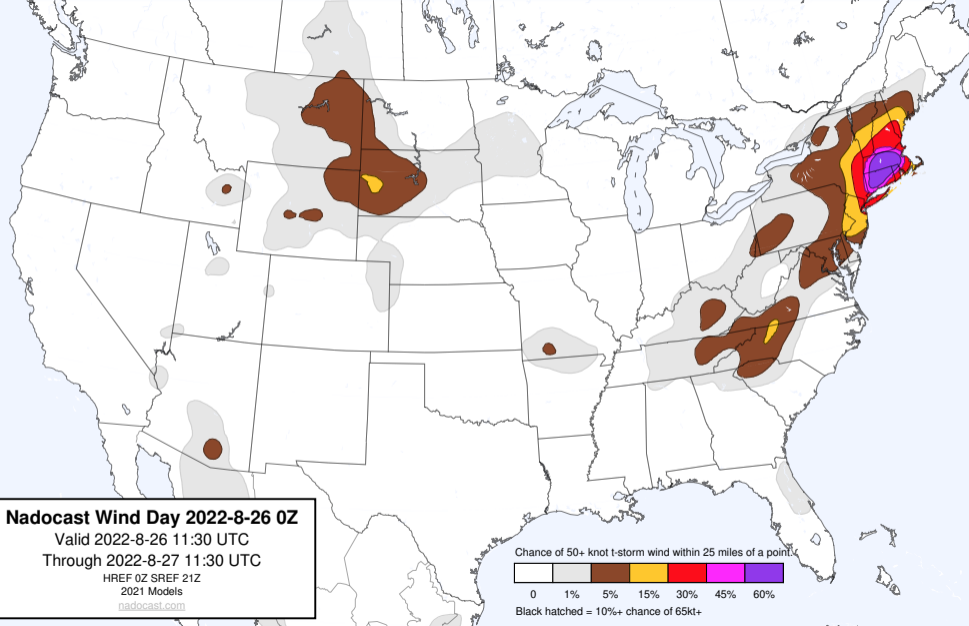 Nadocast Wind Day 2022-8-26 0Z
Valid 2022-8-26 11:30 UTC
Through 2022-8-27 11:30 UTC
HREF 0Z SREF 21Z
2021 Models
nadocast.com
Chance of 50+ knot t-storm wind within 25 miles of a point.
0 1% 5% 15% 30% 45% 60%
Black hatched = 10%+ chance of 65kt+